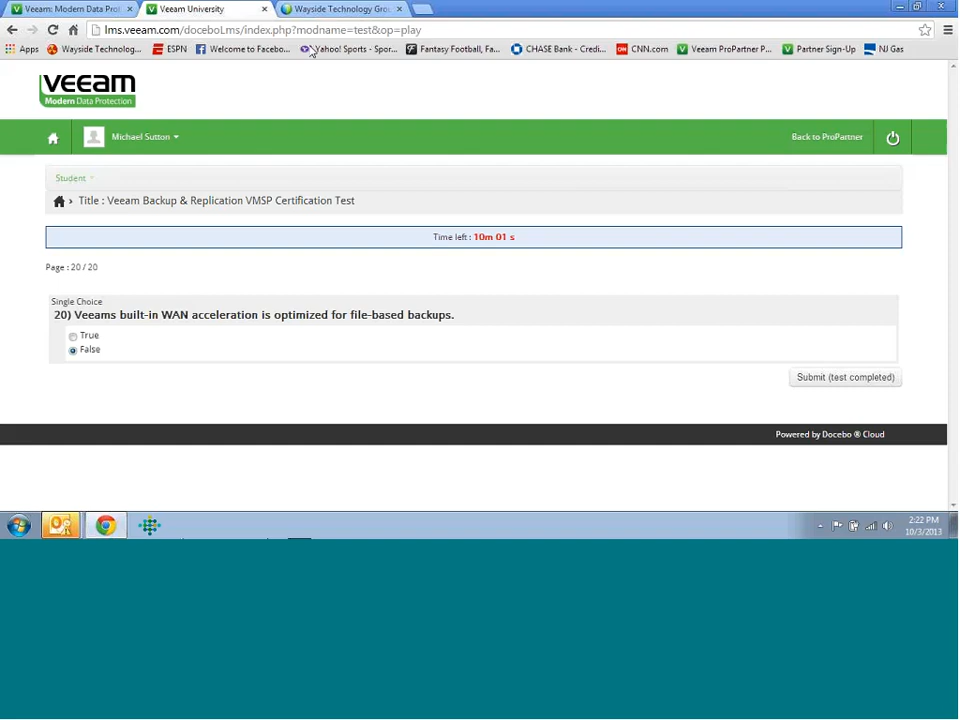 Veeam: Modern Data Prot
Veeam University
Wayside Technology Grou
lms.veeam.com/doceboLms/index.php?modname=test&op=play
Apps
Wayside Technolog...
ESPN
Welcome to Facebo...
Yahoo! Sports - Spor...
Fantasy Football, Fa...
CHASE Bank - Credi...
CNN.com
Veeam ProPartner P...
Partner Sign-Up
NJ Gas
veeam
Modern Data Protection
Michael Sutton
Back to ProPartner
Student
Title : Veeam Backup & Replication VMSP Certification Test
Time left : 10m 01 s
Page : 20 / 20
Single Choice
20) Veeams built-in WAN acceleration is optimized for file-based backups.
True
False
Submit (test completed)
Powered by Docebo ® Cloud
2:22 PM
10/3/2013